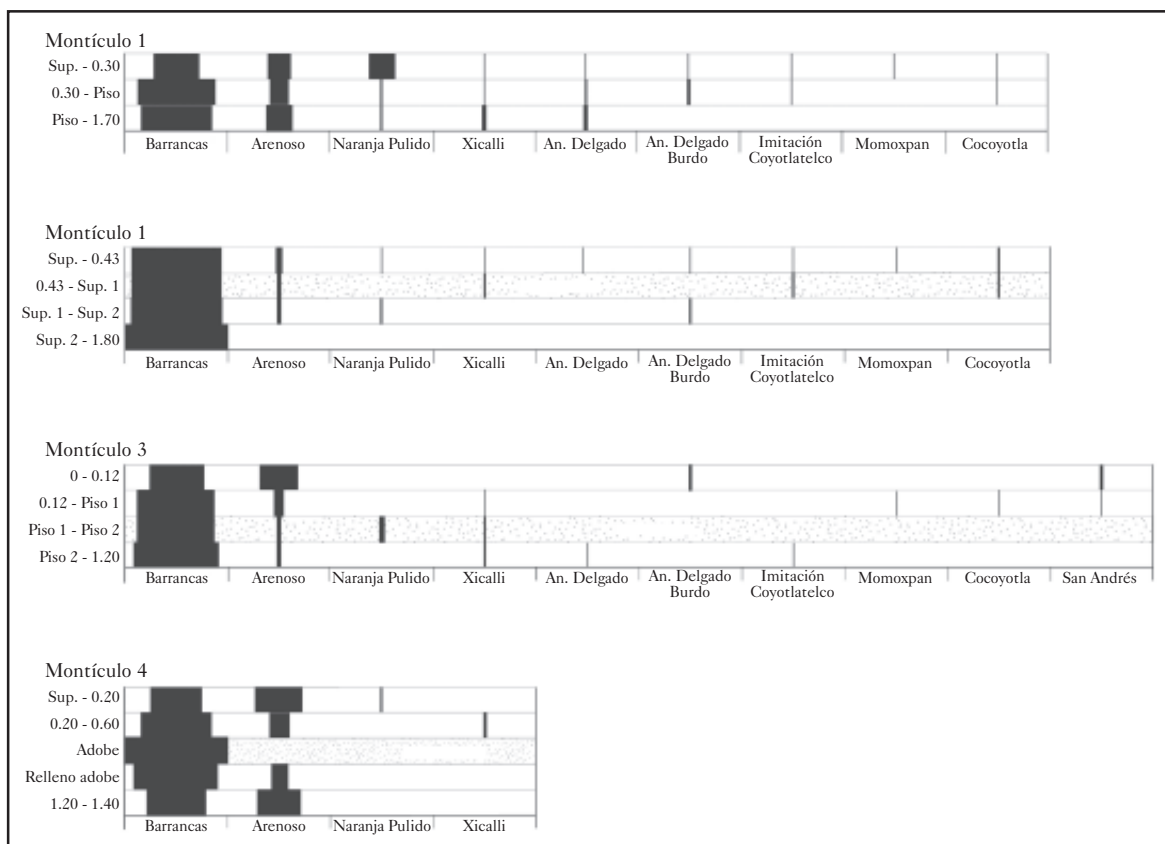 Montículo 1
Sup. - 0.30
0.30 - Piso
Piso - 1.70
Barrancas Arenoso Naranja Pulido Xicalli An. Delgado An. Delgado Burdo Imitación Coyotlatelco Momoxpan Cocoyotla
Montículo 1
Sup. - 0.43
0.43 - Sup. 1
Sup. 1 - Sup. 2
Sup. 2 - 1.80
Barrancas Arenoso Naranja Pulido Xicalli An. Delgado An. Delgado Burdo Imitación Coyotlatelco Momoxpan Cocoyotla
Montículo 3
0 - 0.12
0.12 - Piso 1
Piso 1 - Piso 2
Piso 2 - 1.20
Barrancas Arenoso Naranja Pulido Xicalli An. Delgado An. Delgado Burdo Imitación Coyotlatelco Momoxpan Cocoyotla San Andrés
Montículo 4
Sup. - 0.20
0.20 - 0.60
Adobe
Relleno adobe
1.20 - 1.40
Barrancas Arenoso Naranja Pulido Xicalli